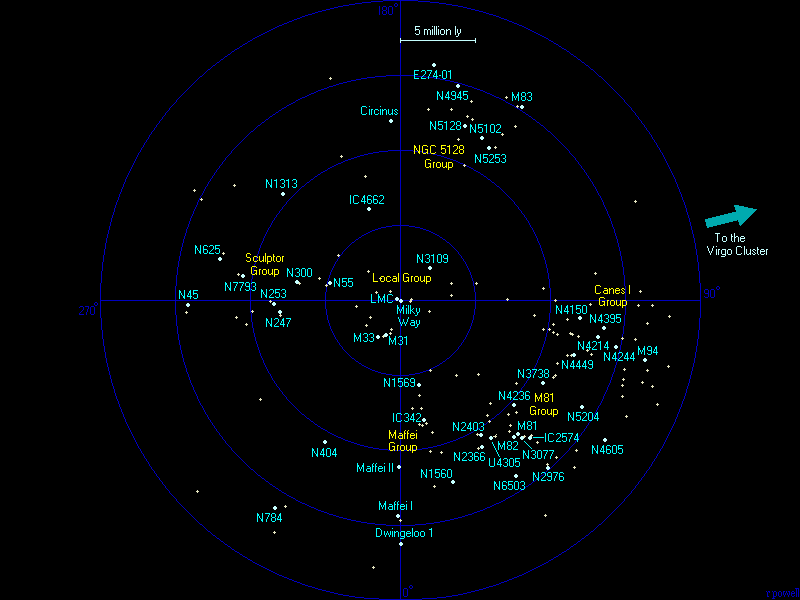 180°
5 million ly
E274-01
N4945
M83
Circinus
N5128
N5102
NGC 5128
Group
N5253
N1313
IC4662
To the
Virgo Cluster
N625
Sculptor
Group
N3109
N7793
N300
N55
Local Group
Canes I
Group
90°
270°
N45
N253
LMC
Milky
Way
N4150
N4395
N247
M33
M31
N4214
N4244
M94
N4449
N1569
N3738
N4236
M81
Group
IC342
N5204
Maffei
Group
N2403
M81
IC2574
N404
M82
N3077
N4605
N2366
U4305
Maffei II
N1560
N6503
N2976
Maffei I
N784
Dwingeloo 1
0°
cpowell